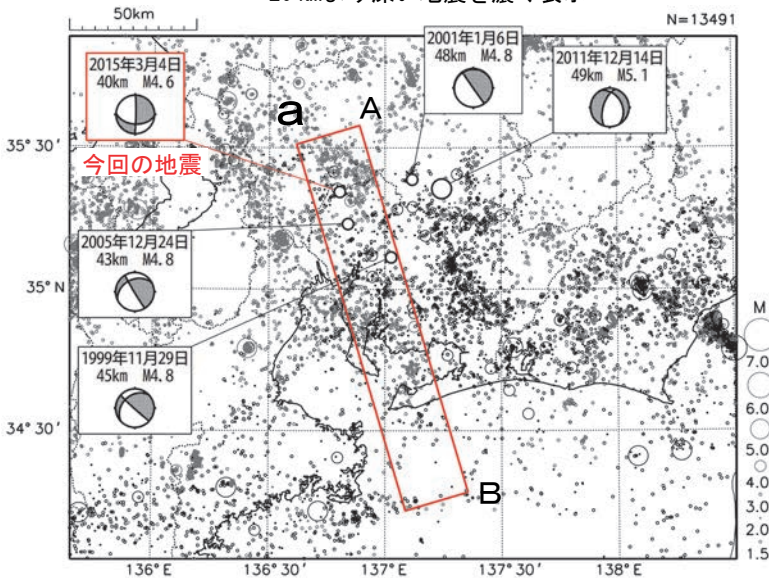 50km
N=13491
2015年3月4日
40km M4.6
2001年1月6日
48km M4.8
2011年12月14日
49km M5.1
a
A
35°30'
今回の地震
2005年12月24日
43km M4.8
35°N
1999年11月29日
45km M4.8
34°30'
B
M
7.0
6.0
5.0
4.0
3.0
2.0
1.5
136°E
136°30'
137°E
137°30'
138°E